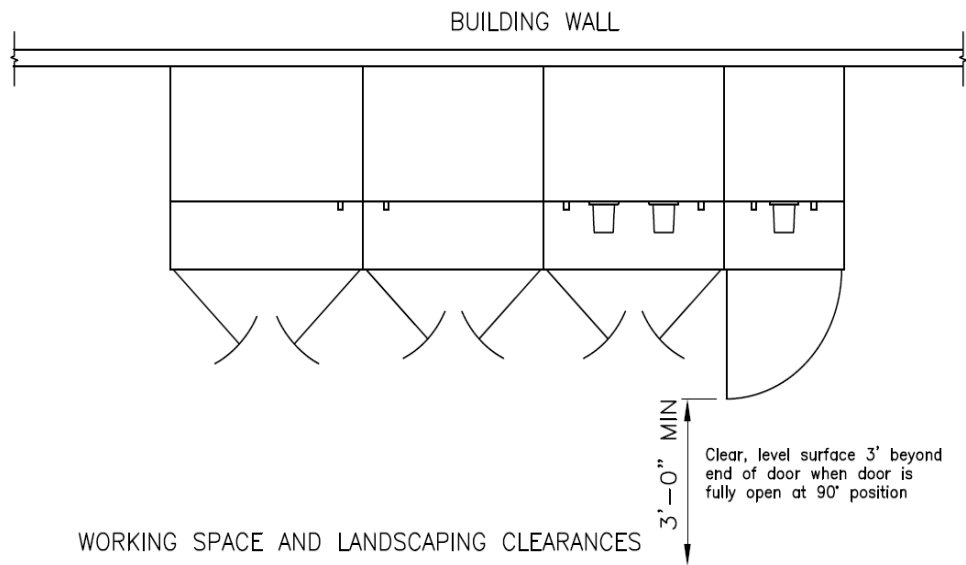 BUILDING WALL
3'-0" MIN
Clear, level surface 3' beyond
end of door when door is
fully open at 90° position
WORKING SPACE AND LANDSCAPING CLEARANCES